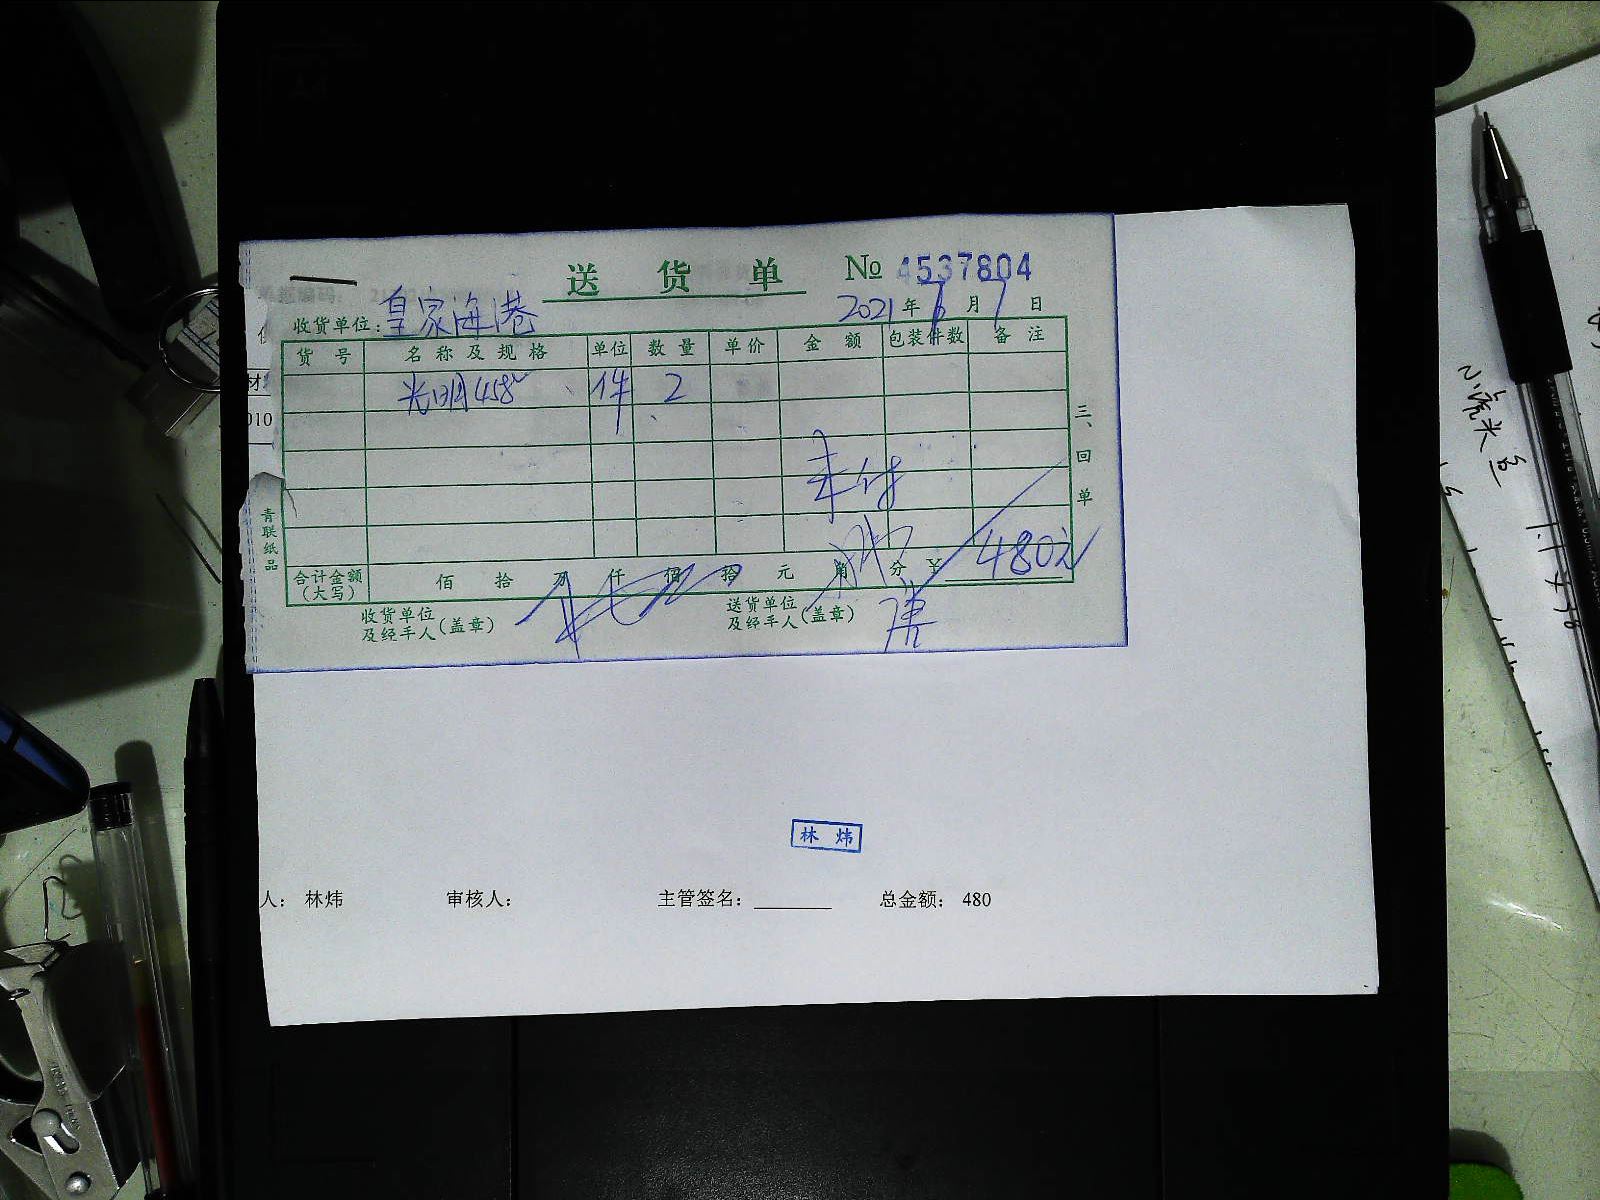 送 货 单 No 4537804
收货单位: 皇家海港 2021 年 6 月 1 日
货 号 名 称 及 规 格 单位 数 量 单价 金 额 包装件数 备 注
光明458 件 2
未付
三、回单
青联纸品
合计金额(大写) 佰 拾 万 仟 佰 拾 元 角 分 ¥ 480元
收货单位及经手人(盖章) 送货单位及经手人(盖章) 唐
林 炜
人: 林炜 审核人: 主管签名: 总金额: 480